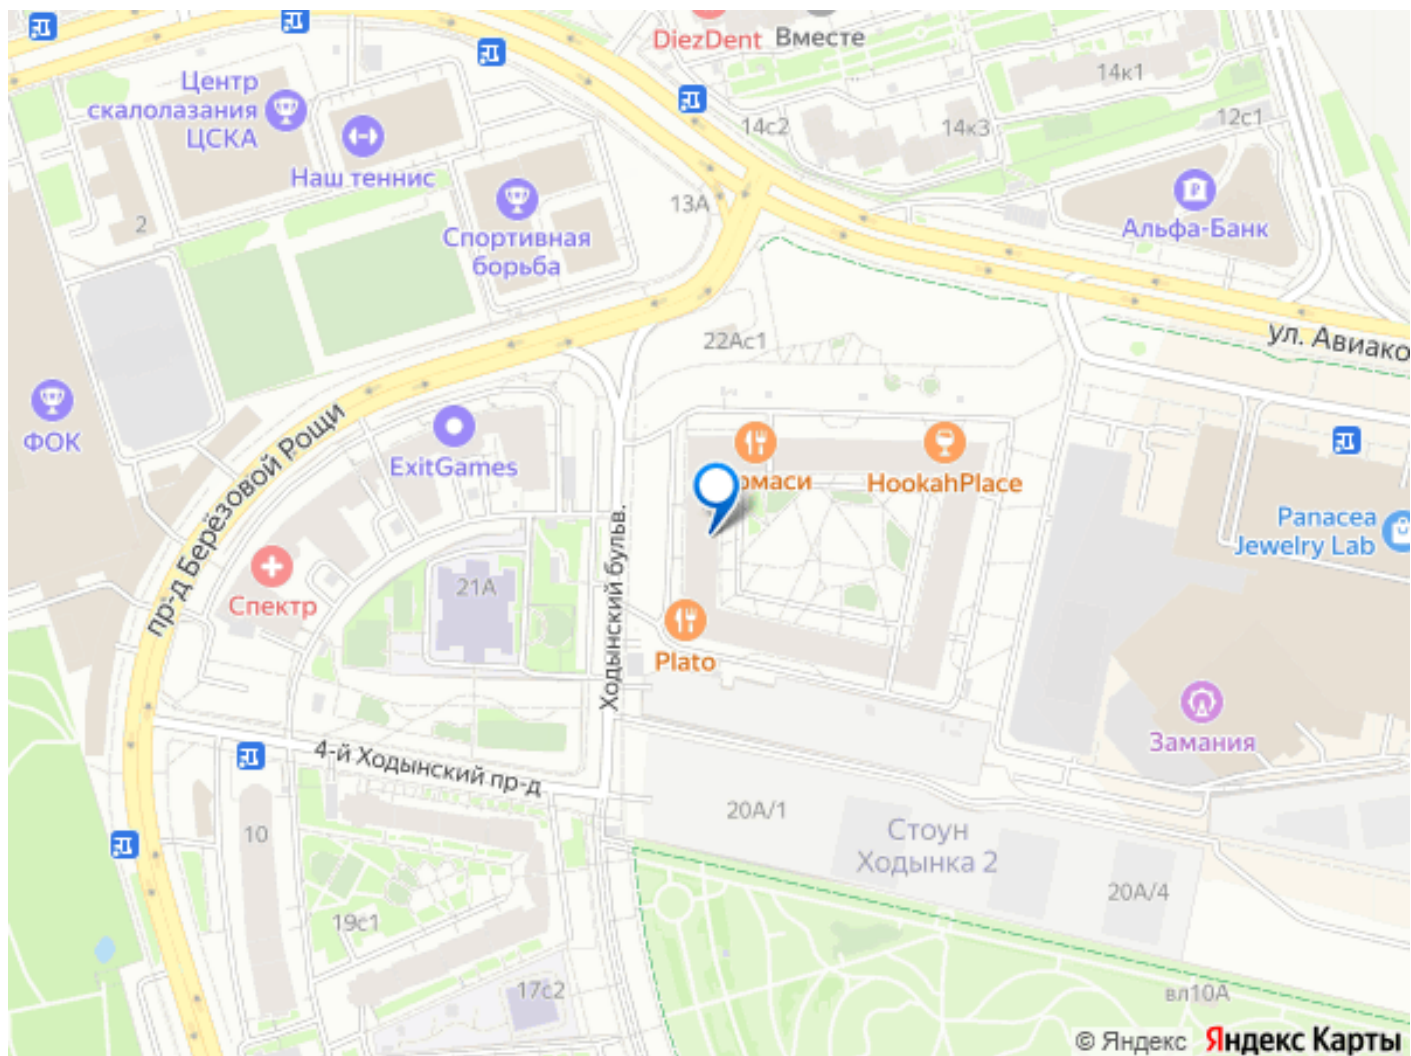 DiezDent
Вместе
Центр
скалолазания
ЦСКА
14к1
14с2
14к3
12с1
Наш теннис
13А
2
Спортивная
борьба
Альфа-Банк
22Ас1
ул. Авиако
ФОК
пр-д Берёзовой Рощи
ExitGames
омаси
HookahPlace
Panacea
Jewelry Lab
Ходынский бульв.
21А
Спектр
Plato
Замания
4-й Ходынский пр-д
20А/1
Стоун
Ходынка 2
10
20А/4
19с1
17с2
вл10А
© Яндекс Яндекс Карты